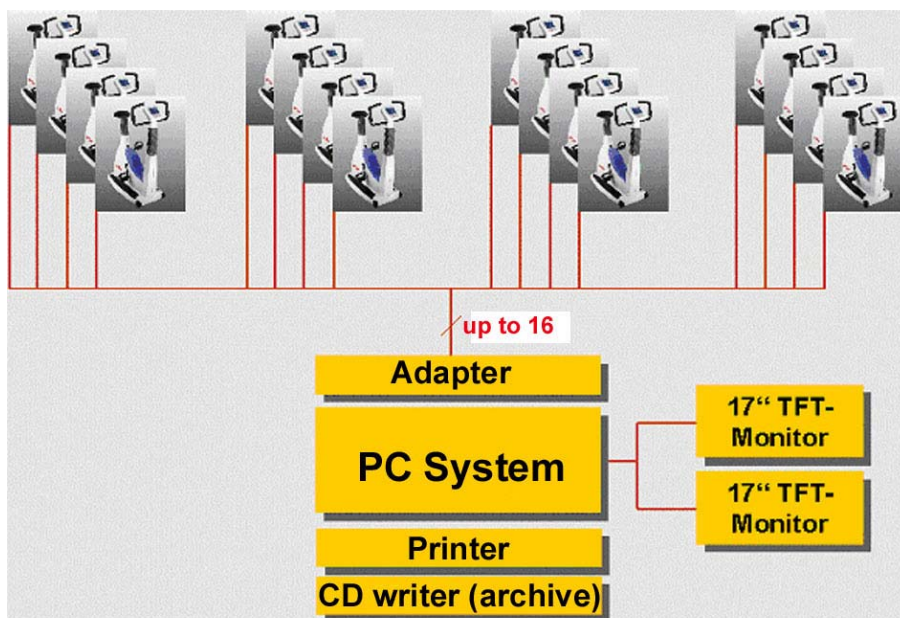 up to 16
Adapter
PC System
17“ TFT-
Monitor
17“ TFT-
Monitor
Printer
CD writer (archive)